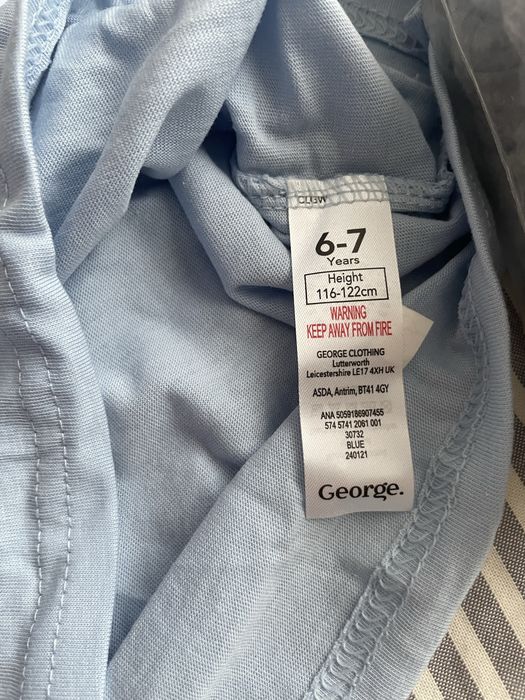 CLGW
6-7
Years
Height
116-122cm
WARNING
KEEP AWAY FROM FIRE
GEORGE CLOTHING
Lutterworth
Leicestershire LE17 4XH UK
ASDA, Antrim, BT41 4GY
ANA 5059186907455
574 5741 2061 001
30732
BLUE
240121
George.